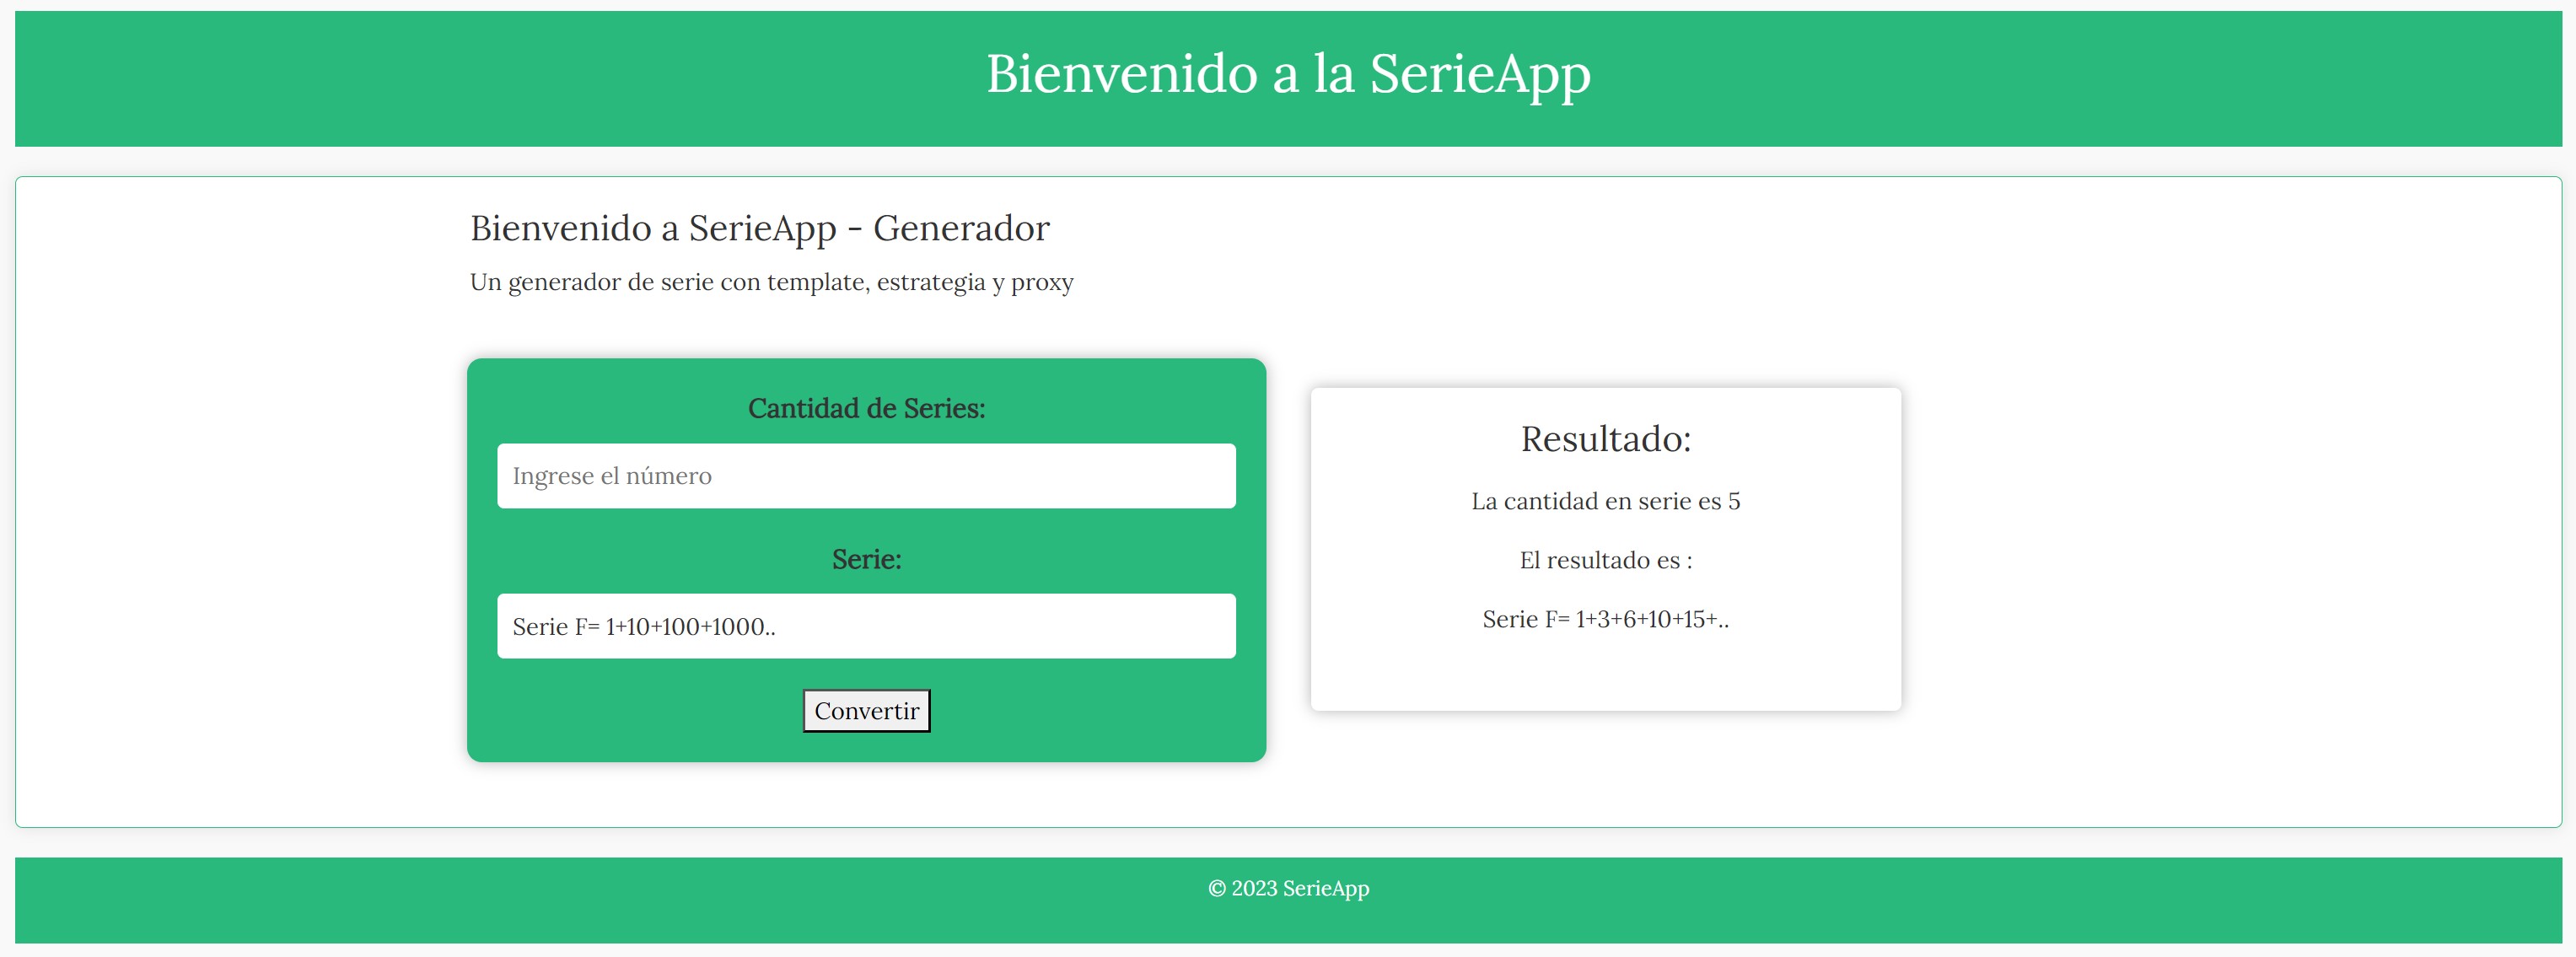 Bienvenido a la SerieApp
Bienvenido a SerieApp - Generador
Un generador de serie con template, estrategia y proxy
Cantidad de Series:
Ingrese el número
Serie:
Serie F= 1+10+100+1000..
Convertir
Resultado:
La cantidad en serie es 5
El resultado es :
Serie F= 1+3+6+10+15+..
© 2023 SerieApp